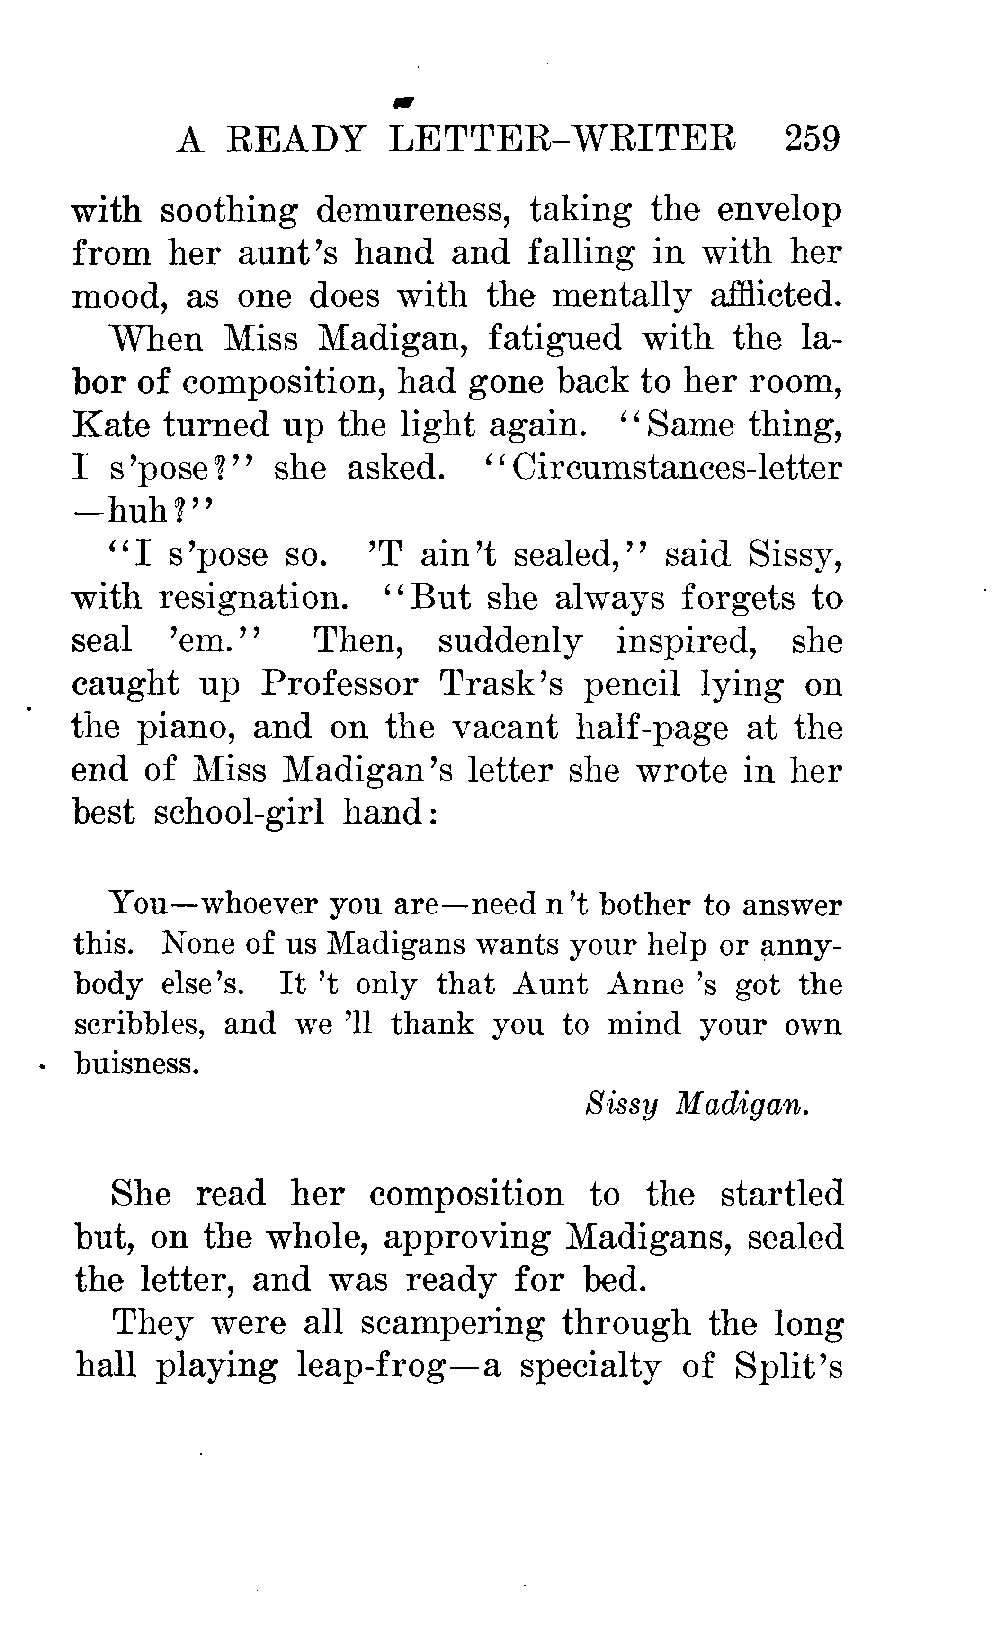 A READY LETTER-WRITER 259
with soothing demureness, taking the envelop
from her aunt's hand and falling in with her
mood, as one does with the mentally afflicted.
When Miss Madigan, fatigued with the la-
bor of composition, had gone back to her room,
Kate turned up the light again. "Same thing,
I s'pose?" she asked. "Circumstances-letter
—huh?"
"I s'pose so. 'T ain't sealed," said Sissy,
with resignation. "But she always forgets to
seal 'em." Then, suddenly inspired, she
caught up Professor Trask's pencil lying on
the piano, and on the vacant half-page at the
end of Miss Madigan's letter she wrote in her
best school-girl hand:
You—whoever you are—need n't bother to answer
this. None of us Madigans wants your help or anny-
body else's. It 't only that Aunt Anne 's got the
scribbles, and we 'll thank you to mind your own
buisness.
Sissy Madigan.
She read her composition to the startled
but, on the whole, approving Madigans, sealed
the letter, and was ready for bed.
They were all scampering through the long
hall playing leap-frog—a specialty of Split's